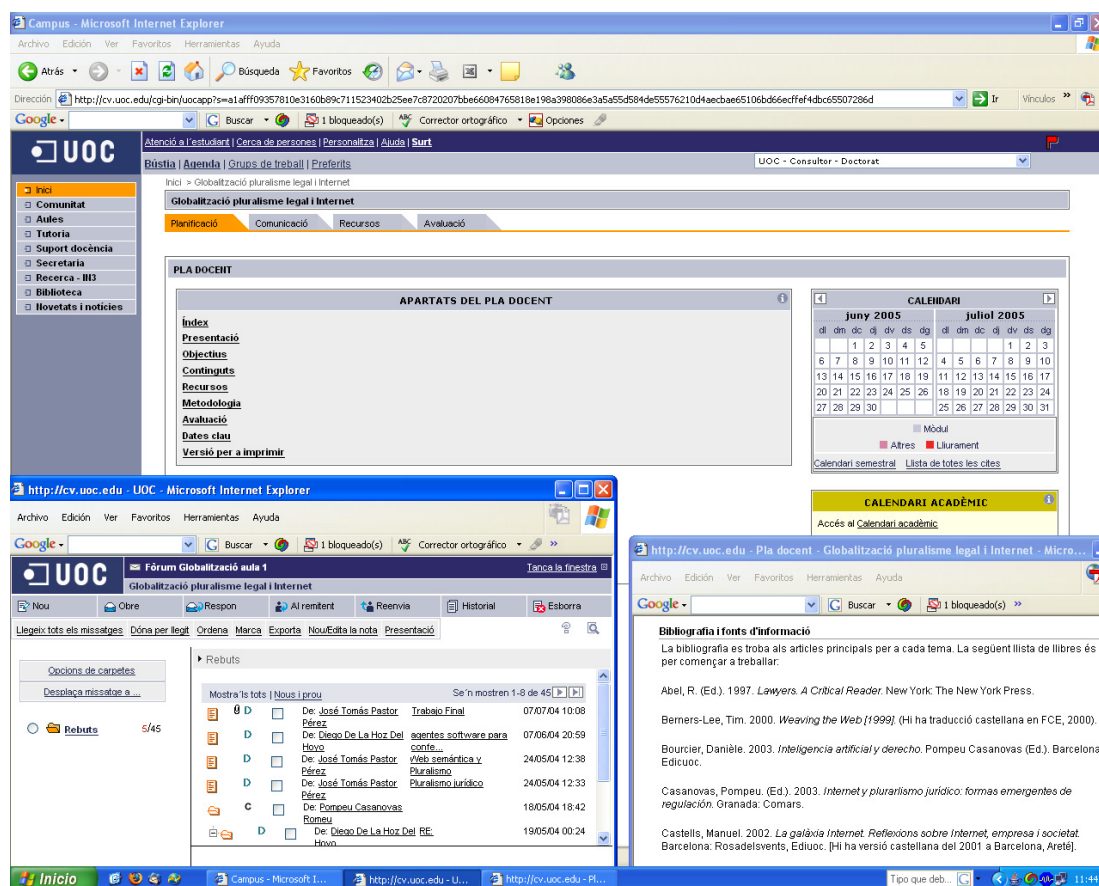 Campus - Microsoft Internet Explorer
Archivo Edición Ver Favoritos Herramientas Ayuda
Atrás Búsqueda Favoritos
Dirección http://cv.uoc.edu/cgi-bin/uocapp?s=a1afff09357810e3160b89c711523402b25ee7c8720207bbe66084765818e198a398086e3a5a55d584de55576210d4aecbae65106bd66ecffef4dbc65507286d Ir Vínculos »
Google Buscar 1 bloqueado(s) ABC Corrector ortográfico Opciones
UOC
Atenció a l'estudiant | Cerca de persones | Personalitza | Ajuda | Surt
Bústia | Agenda | Grups de treball | Preferits UOC - Consultor - Doctorat
Inici
Comunitat
Aules
Tutoria
Suport docència
Secretaria
Recerca - IN3
Biblioteca
Novetats i notícies
Inici > Globalització pluralisme legal i Internet
Globalització pluralisme legal i Internet
Planificació Comunicació Recursos Avaluació
PLA DOCENT
APARTATS DEL PLA DOCENT
Índex
Presentació
Objectius
Continguts
Recursos
Metodologia
Avaluació
Dates clau
Versió per a imprimir
CALENDARI
juny 2005 juliol 2005
dl dm dc dj dv ds dg dl dm dc dj dv ds dg
1 2 3 4 5 1 2 3
6 7 8 9 10 11 12 4 5 6 7 8 9 10
13 14 15 16 17 18 19 11 12 13 14 15 16 17
20 21 22 23 24 25 26 18 19 20 21 22 23 24
27 28 29 30 25 26 27 28 29 30 31
Mòdul
Altres Lliurament
Calendari semestral Llista de totes les cites
CALENDARI ACADÈMIC
Accés al Calendari acadèmic
http://cv.uoc.edu - UOC - Microsoft Internet Explorer
Archivo Edición Ver Favoritos Herramientas Ayuda
Google Buscar 1 bloqueado(s) ABC Corrector ortográfico »
UOC
Fòrum Globalització aula 1 Tanca la finestra
Globalització pluralisme legal i Internet
Nou Obre Respon Al remitent Reenvia Historial Esborra
Llegeix tots els missatges Dóna per llegit Ordena Marca Exporta Nou/Edita la nota Presentació
Opcions de carpetes
Desplaça missatge a ...
Rebuts 5/45
Rebuts
Mostra'ls tots | Nous i prou Se'n mostren 1-8 de 45
D De: José Tomás Pastor Trabajo Final 07/07/04 10:08
Pérez
D De: Diego De La Hoz Del agentes software para 07/06/04 20:59
Hoyo confe...
D De: José Tomás Pastor Web semántica y 24/05/04 12:38
Pérez Pluralismo
D De: José Tomás Pastor Pluralismo jurídico 24/05/04 12:33
Pérez
C De: Pompeu Casanovas 18/05/04 18:42
Romeu
D De: Diego De La Hoz Del RE: 19/05/04 00:24
Hoyo
http://cv.uoc.edu - Pla docent - Globalització pluralisme legal i Internet - Micro...
Archivo Edición Ver Favoritos Herramientas Ayuda
Google Buscar 1 bloqueado(s) »
Bibliografia i fonts d'informació
La bibliografia es troba als articles principals per a cada tema. La següent llista de llibres és
per començar a treballar:
Abel, R. (Ed.). 1997. Lawyers. A Critical Reader. New York: The New York Press.
Berners-Lee, Tim. 2000. Weaving the Web [1999]. (Hi ha traducció castellana en FCE, 2000).
Bourcier, Danièle. 2003. Inteligencia artificial y derecho. Pompeu Casanovas (Ed.). Barcelona
Edicuoc.
Casanovas, Pompeu. (Ed.). 2003. Internet y plurarlismo jurídico: formas emergentes de
regulación. Granada: Comars.
Castells, Manuel. 2002. La galàxia Internet. Reflexions sobre Internet, empresa i societat.
Barcelona: Rosadelsvents, Ediuoc. [Hi ha versió castellana del 2001 a Barcelona, Areté].
Inicio Campus - Microsoft I... http://cv.uoc.edu - U... http://cv.uoc.edu - Pl... Tipo que deb... 11:44